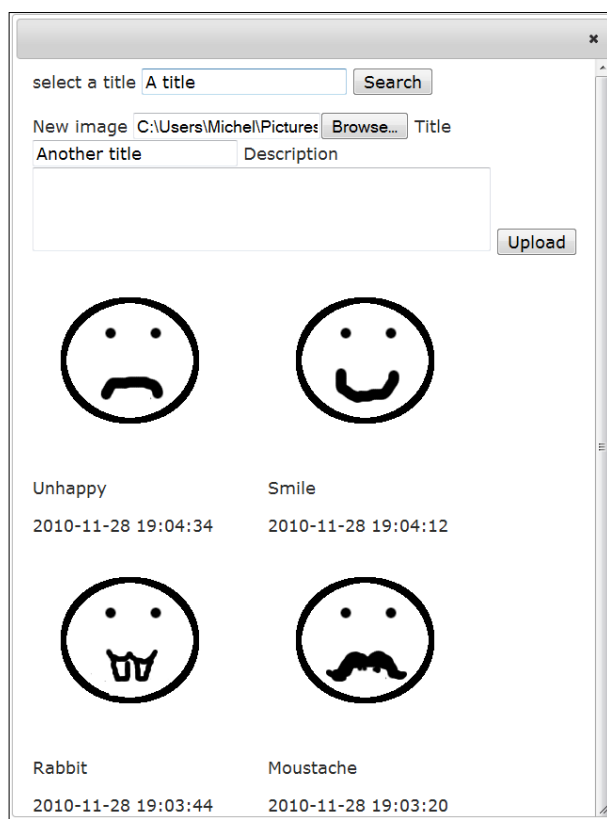 select a title A title Search
New image C:\Users\Michel\Pictures Browse... Title
Another title Description
Upload
Unhappy Smile
2010-11-28 19:04:34 2010-11-28 19:04:12
Rabbit Moustache
2010-11-28 19:03:44 2010-11-28 19:03:20